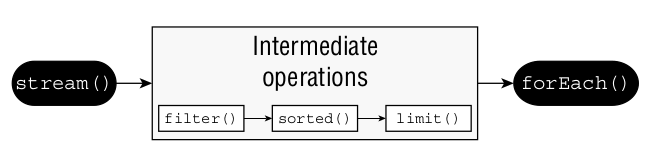 Intermediate
operations
stream()
filter()
sorted()
limit()
forEach()